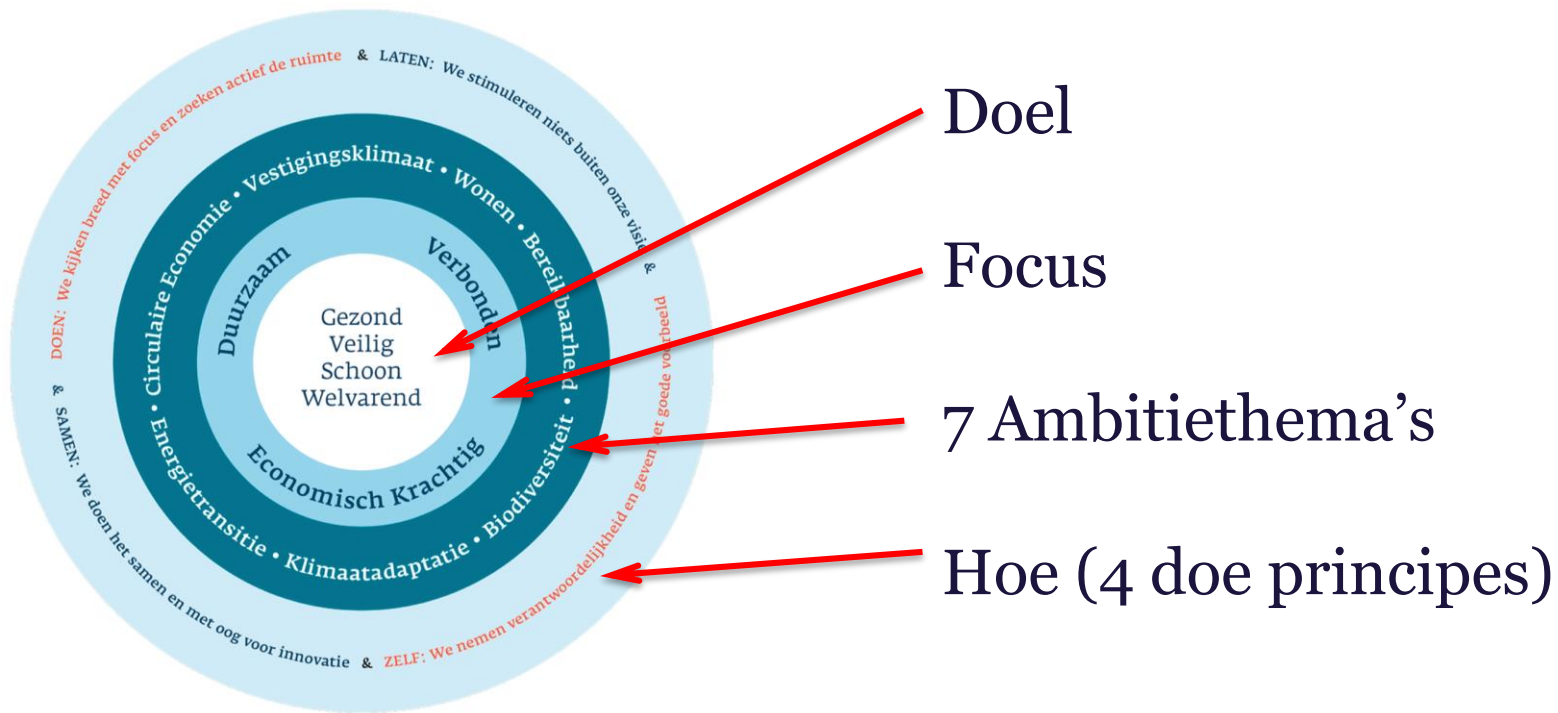 DOEN: We kijken breed met focus en zoeken actief de ruimte
&
LATEN: We stimuleren niets buiten onze visie
&
ZELF: We nemen verantwoordelijkheid en geven het goede voorbeeld
&
SAMEN: We doen het samen en met oog voor innovatie
&
Circulaire Economie • Vestigingsklimaat • Wonen • Bereikbaarheid • Biodiversiteit • Klimaatadaptatie • Energietransitie •
Duurzaam
Verbonden
Economisch Krachtig
Gezond
Veilig
Schoon
Welvarend
Doel
Focus
7 Ambitiethema’s
Hoe (4 doe principes)